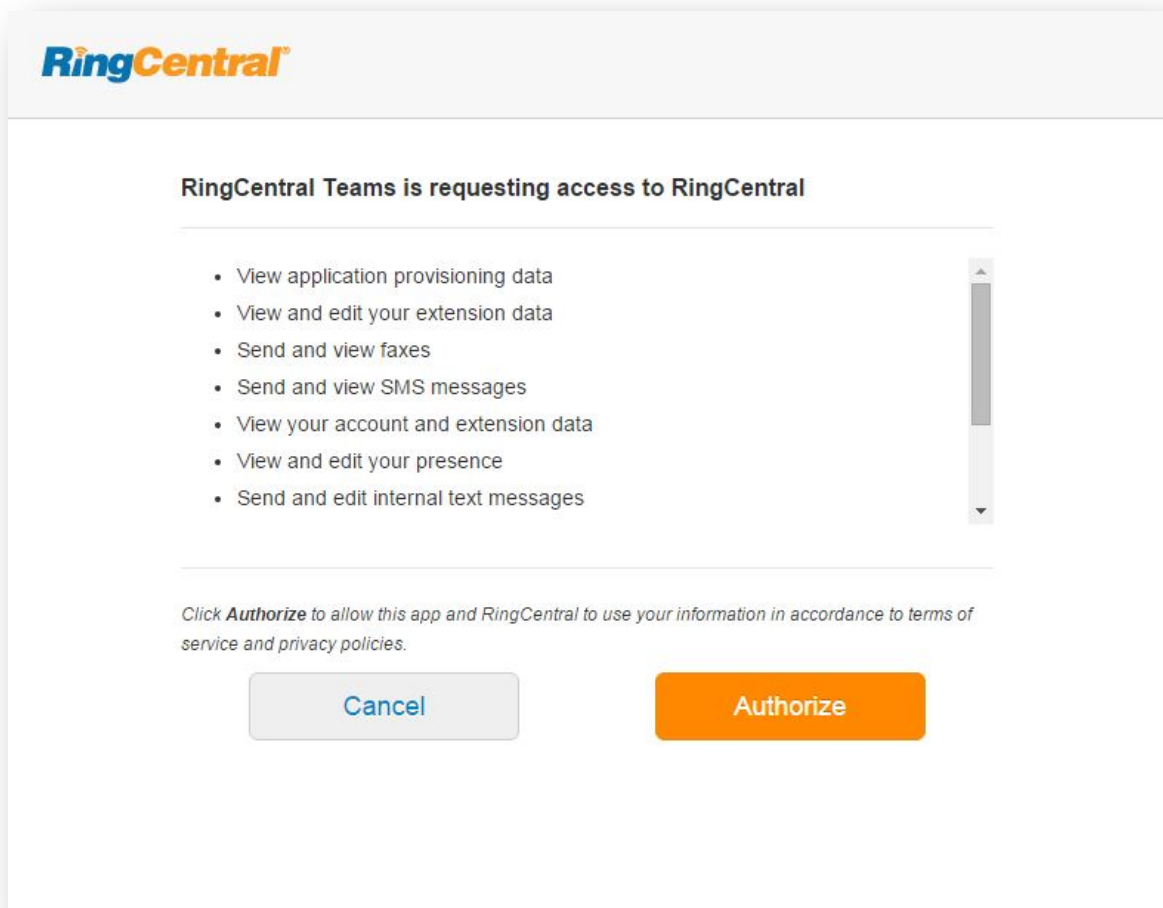 RingCentral®
RingCentral Teams is requesting access to RingCentral
• View application provisioning data
• View and edit your extension data
• Send and view faxes
• Send and view SMS messages
• View your account and extension data
• View and edit your presence
• Send and edit internal text messages
Click Authorize to allow this app and RingCentral to use your information in accordance to terms of
service and privacy policies.
Cancel Authorize